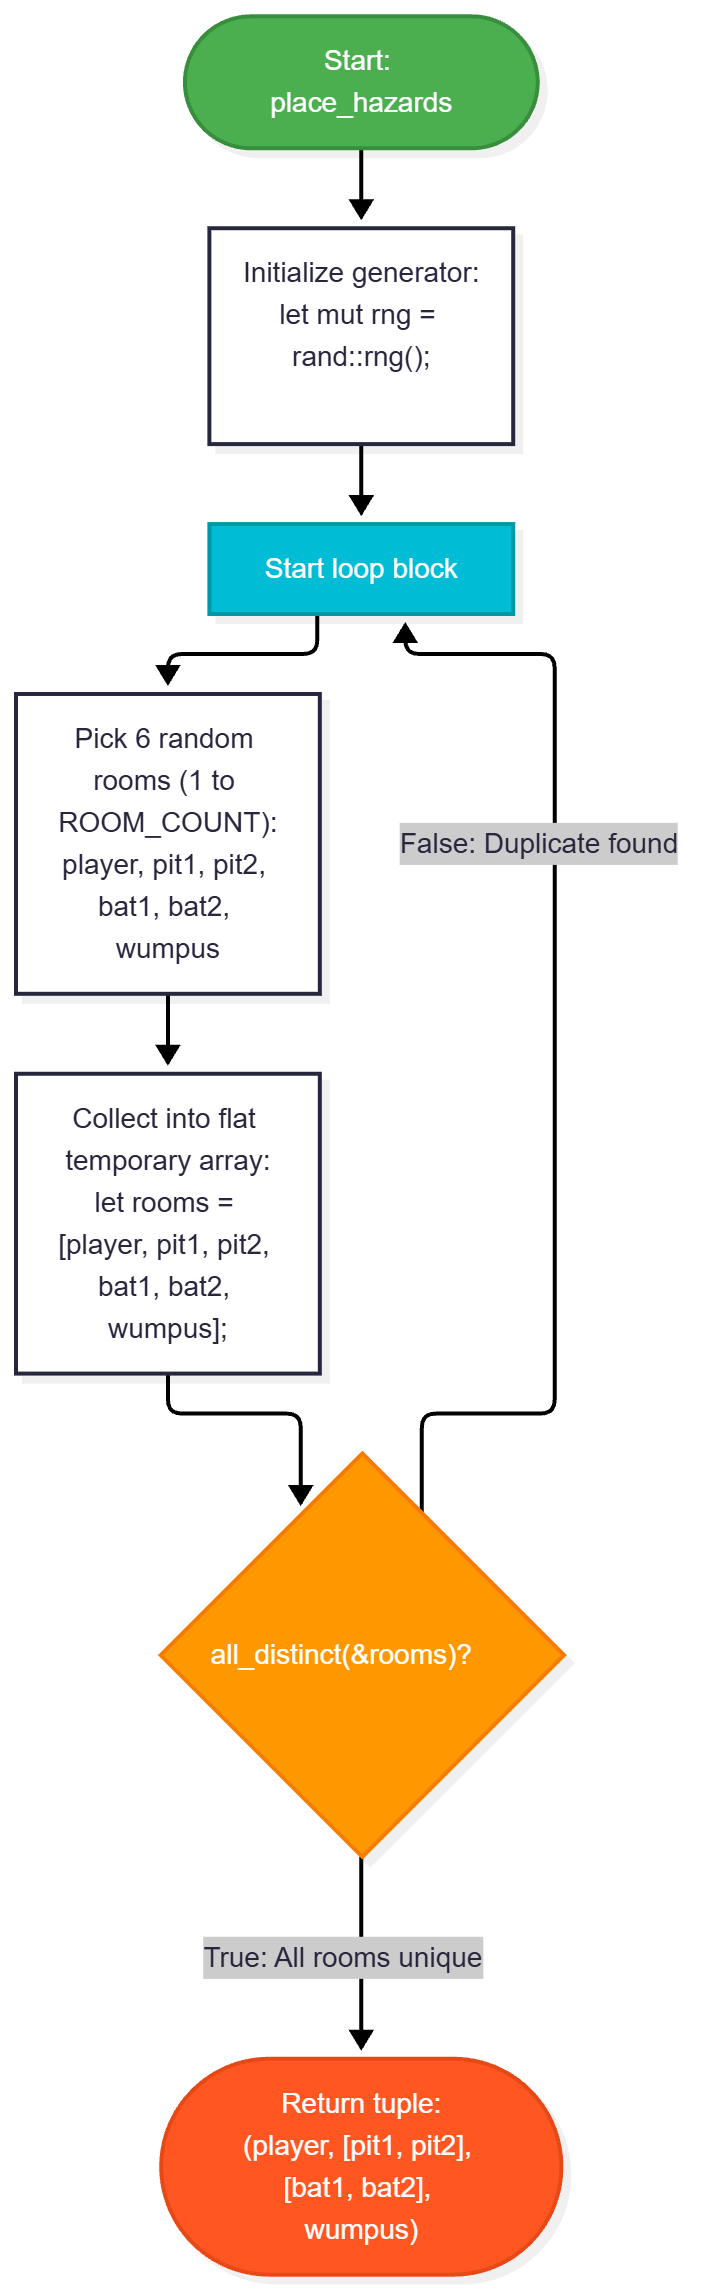 Start:
place_hazards
Initialize generator:
let mut rng =
rand::rng();
Start loop block
Pick 6 random
rooms (1 to
ROOM_COUNT):
player, pit1, pit2,
bat1, bat2,
wumpus
False: Duplicate found
Collect into flat
temporary array:
let rooms =
[player, pit1, pit2,
bat1, bat2,
wumpus];
all_distinct(&rooms)?
True: All rooms unique
Return tuple:
(player, [pit1, pit2],
[bat1, bat2],
wumpus)